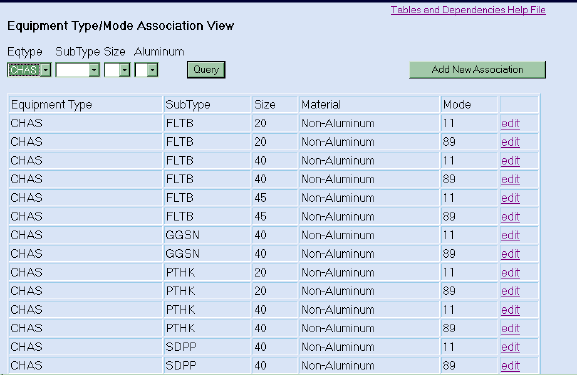 Tables and Dependencies Help File
Equipment Type/Mode Association View
Eqtype SubType Size Aluminum
CHAS Query Add New Association
Equipment Type SubType Size Material Mode
CHAS FLTB 20 Non-Aluminum 11 edit
CHAS FLTB 20 Non-Aluminum 89 edit
CHAS FLTB 40 Non-Aluminum 11 edit
CHAS FLTB 40 Non-Aluminum 89 edit
CHAS FLTB 45 Non-Aluminum 11 edit
CHAS FLTB 45 Non-Aluminum 89 edit
CHAS GGSN 40 Non-Aluminum 11 edit
CHAS GGSN 40 Non-Aluminum 89 edit
CHAS PTHK 20 Non-Aluminum 11 edit
CHAS PTHK 20 Non-Aluminum 89 edit
CHAS PTHK 40 Non-Aluminum 11 edit
CHAS PTHK 40 Non-Aluminum 89 edit
CHAS SDPP 40 Non-Aluminum 11 edit
CHAS SDPP 40 Non-Aluminum 89 edit